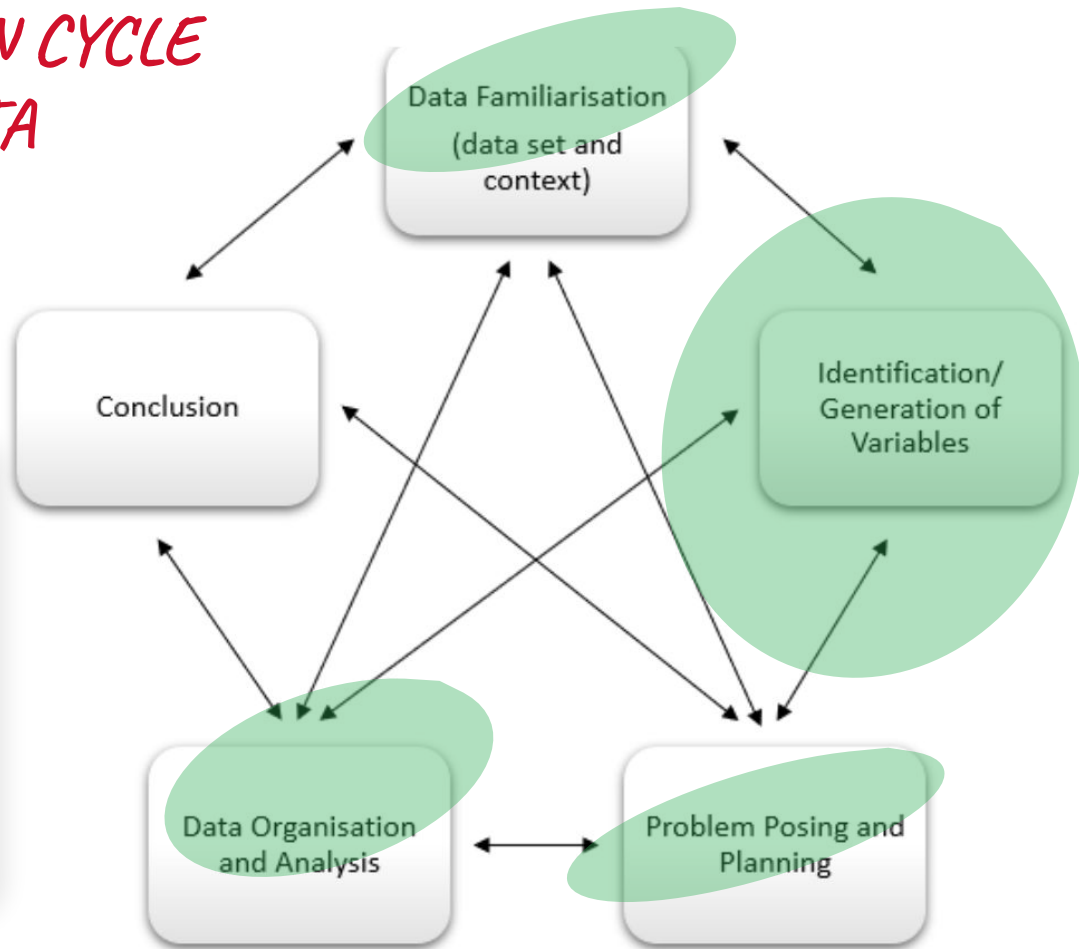 CYCLE
Data Familiarisation
(data set and
context)
Conclusion
Identification/
Generation of
Variables
Data Organisation
and Analysis
Problem Posing and
Planning